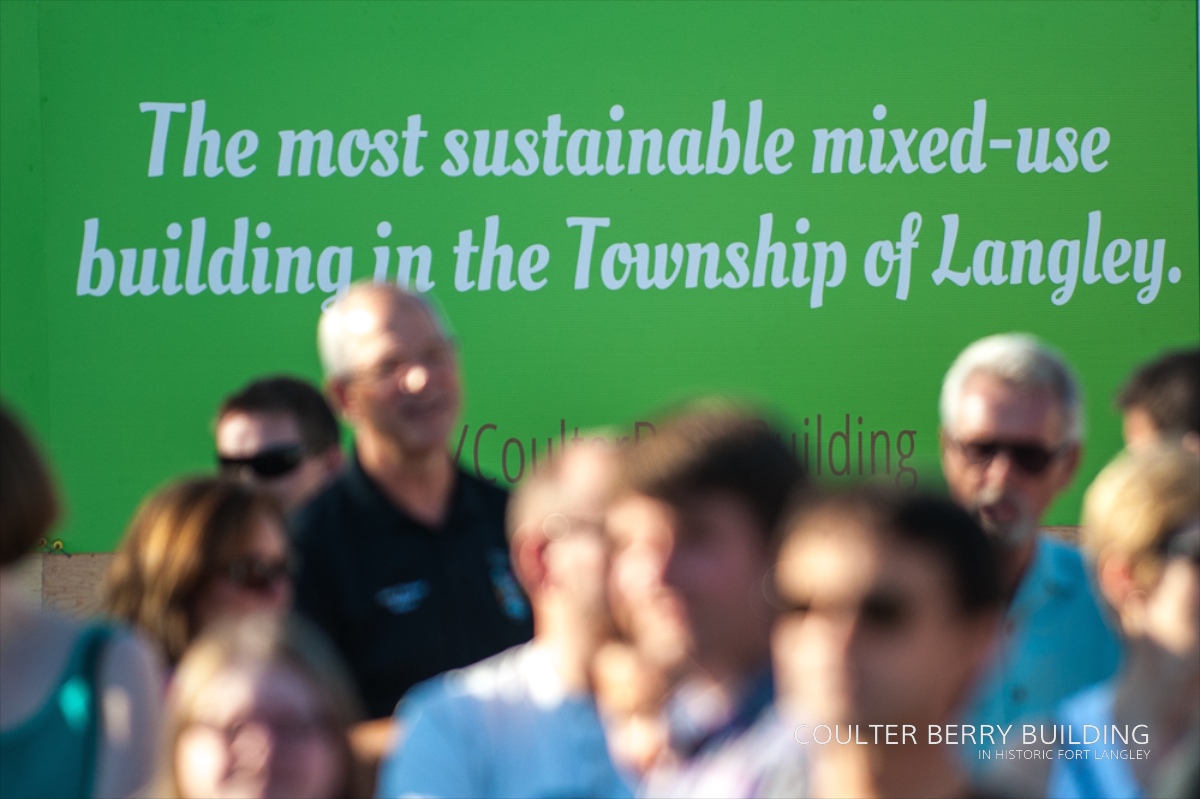 The most sustainable mixed-use
building in the Township of Langley.
COULTER BERRY BUILDING
IN HISTORIC FORT LANGLEY